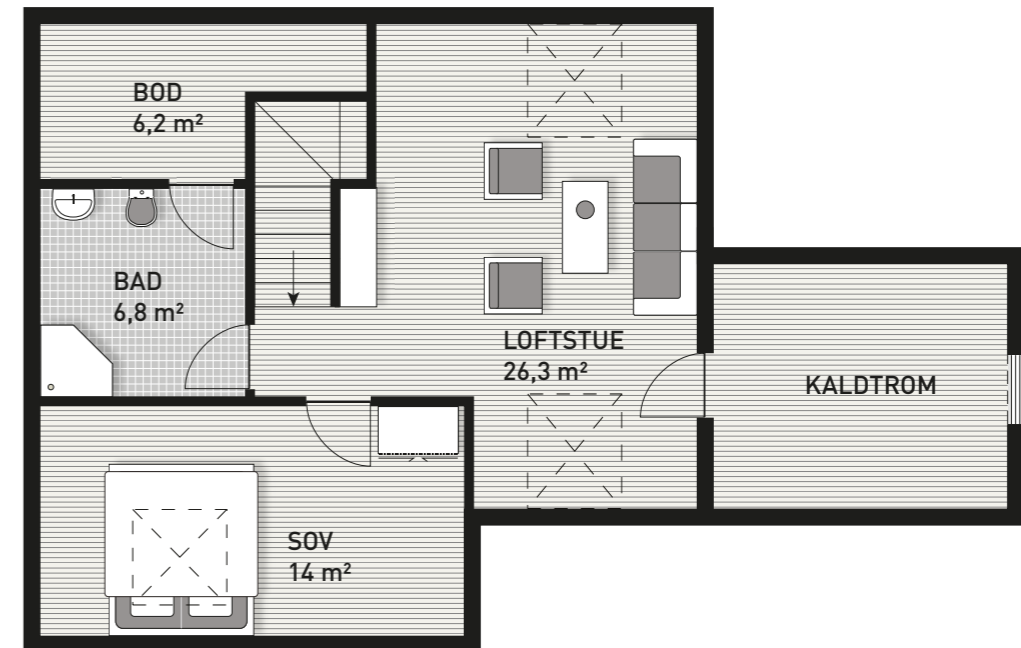 BOD
6,2 m²
BAD
6,8 m²
LOFTSTUE
26,3 m²
KALDTROM
SOV
14 m²